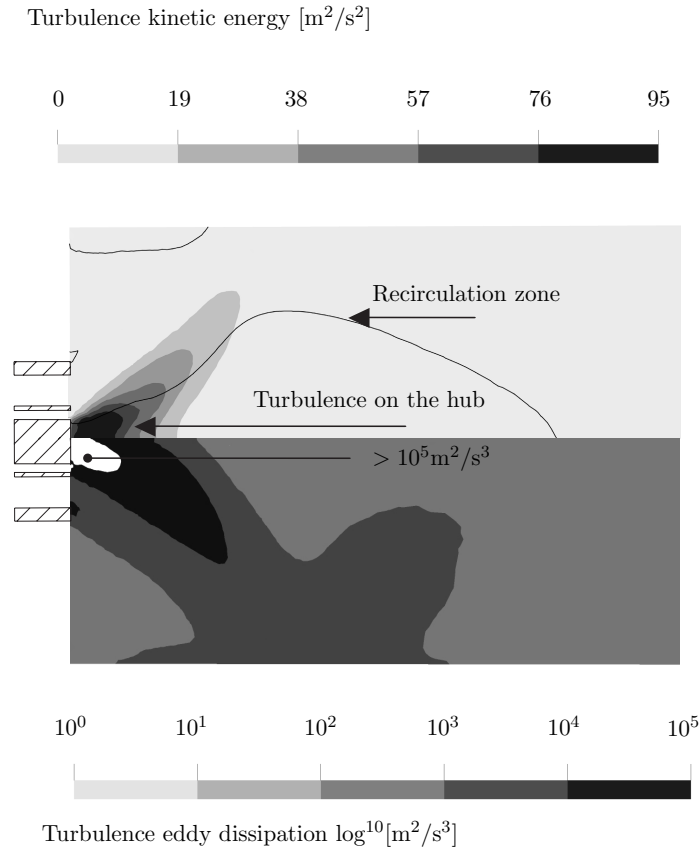 Turbulence kinetic energy [m²/s²]
0 19 38 57 76 95
Recirculation zone
Turbulence on the hub
> 10⁵m²/s³
10⁰ 10¹ 10² 10³ 10⁴ 10⁵
Turbulence eddy dissipation log¹⁰[m²/s³]